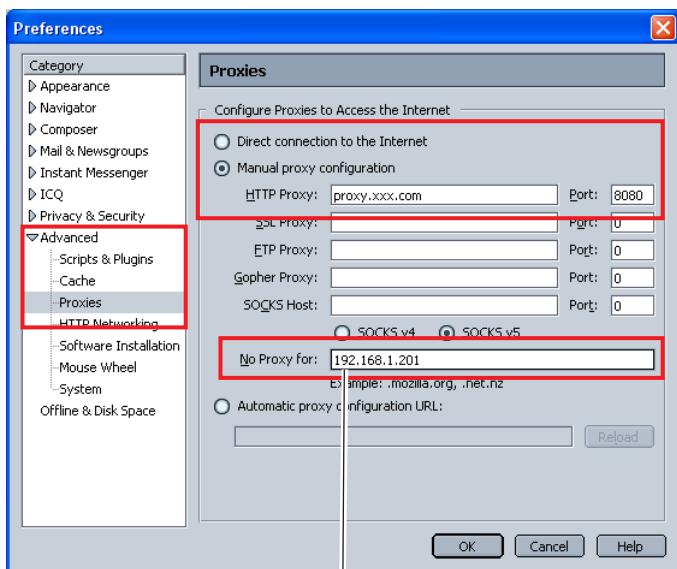 Preferences
Category
Appearance
Navigator
Composer
Mail & Newsgroups
Instant Messenger
ICQ
Privacy & Security
Advanced
Scripts & Plugins
Cache
Proxies
HTTP Networking
Software Installation
Mouse Wheel
System
Offline & Disk Space
Proxies
Configure Proxies to Access the Internet
Direct connection to the Internet
Manual proxy configuration
HTTP Proxy: proxy.xxx.com Port: 8080
SSL Proxy: Port: 0
FTP Proxy: Port: 0
Gopher Proxy: Port: 0
SOCKS Host: Port: 0
SOCKS v4 SOCKS v5
No Proxy for: 192.168.1.201
Example: .mozilla.org, .net.nz
Automatic proxy configuration URL:
Reload
OK Cancel Help